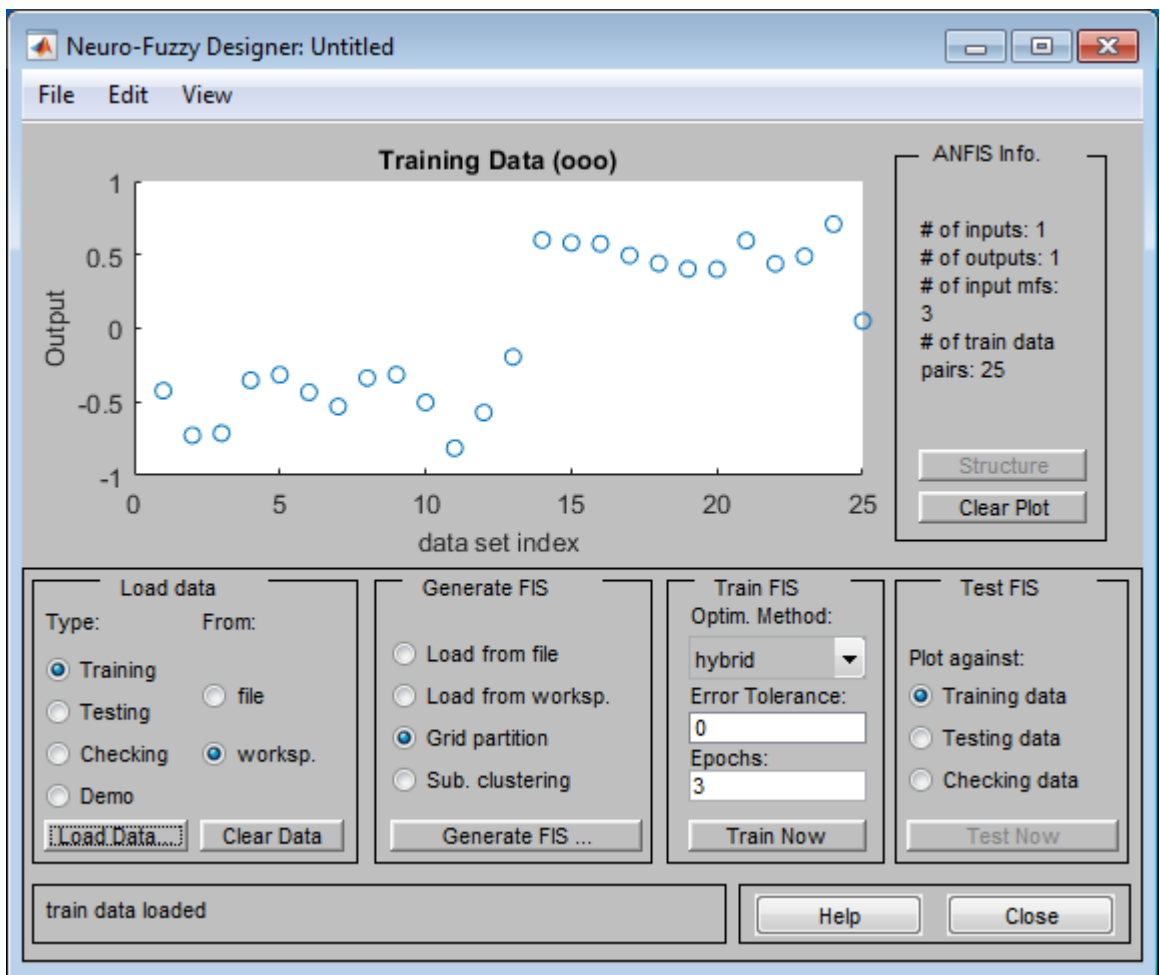 Neuro-Fuzzy Designer: Untitled
File Edit View
Training Data (ooo)
1
0.5
0
-0.5
-1
Output
0 5 10 15 20 25
data set index
ANFIS Info.
# of inputs: 1
# of outputs: 1
# of input mfs:
3
# of train data
pairs: 25
Structure
Clear Plot
Load data
Type: From:
Training
Testing
Checking
Demo
file
worksp.
Load Data...
Clear Data
Generate FIS
Load from file
Load from worksp.
Grid partition
Sub. clustering
Generate FIS ...
Train FIS
Optim. Method:
hybrid
Error Tolerance:
0
Epochs:
3
Train Now
Test FIS
Plot against:
Training data
Testing data
Checking data
Test Now
train data loaded
Help
Close